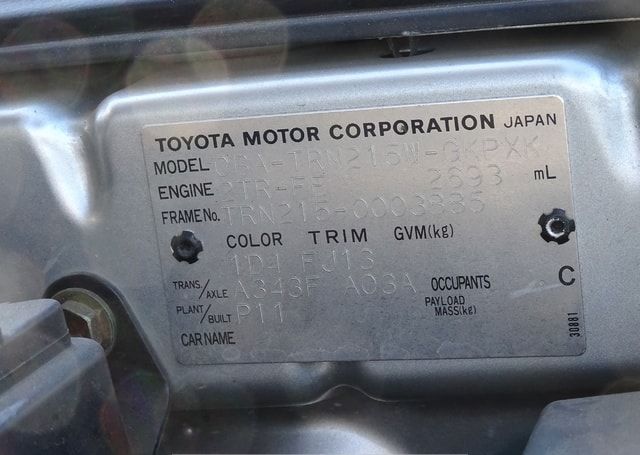 TOYOTA MOTOR CORPORATION JAPAN
MODEL CBA-TRN215W-GKPXK
ENGINE 2TR-FE 2693 mL
FRAME No. TRN215-0003835
COLOR TRIM GVM(kg)
1D4 FJ13
TRANS./AXLE A343F A03A OCCUPANTS C
PLANT/BUILT P11 PAYLOAD MASS(kg)
CAR NAME
30881